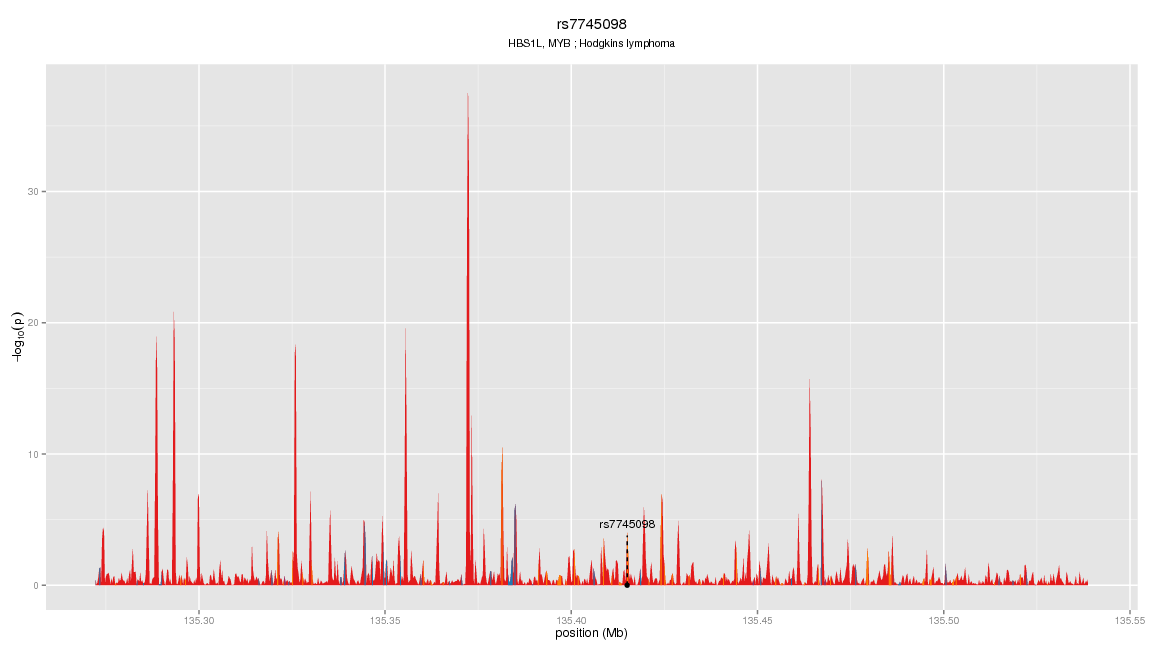 rs7745098
HBS1L, MYB ; Hodgkins lymphoma
−log10(p)
30
20
10
0
rs7745098
135.30
135.35
135.40
135.45
135.50
135.55
position (Mb)